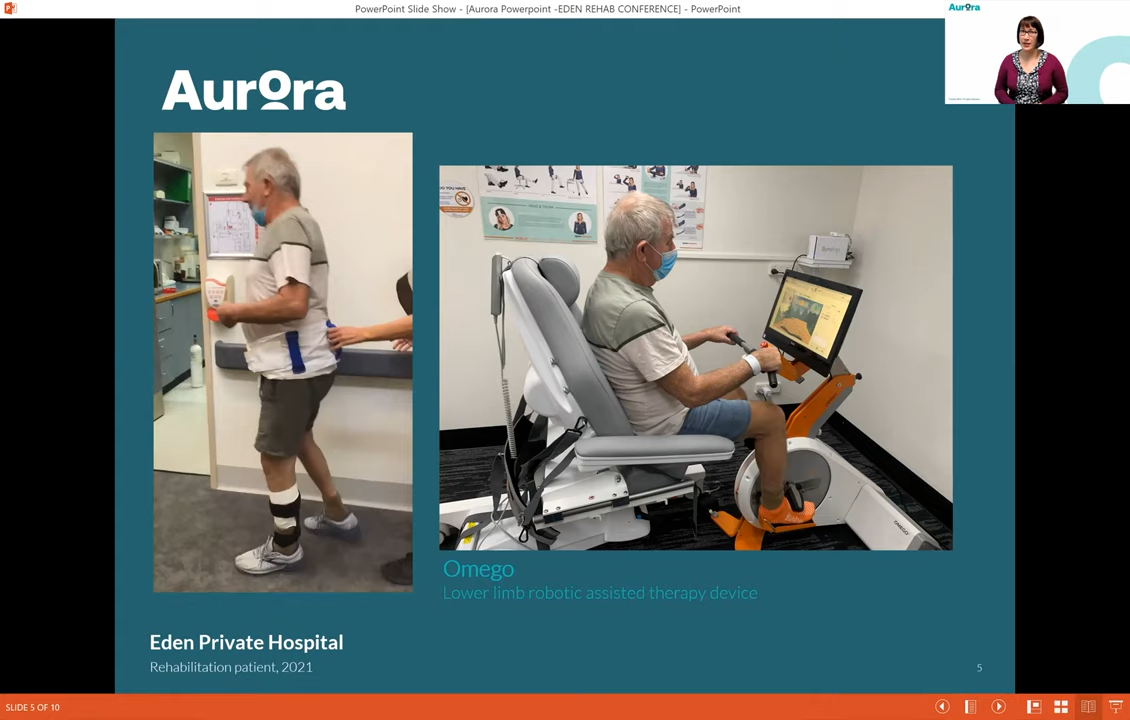 PowerPoint Slide Show - [Aurora Powerpoint -EDEN REHAB CONFERENCE] - PowerPoint
Aurora
Aurora
Omego
Lower limb robotic assisted therapy device
Eden Private Hospital
Rehabilitation patient, 2021
5
SLIDE 5 OF 10